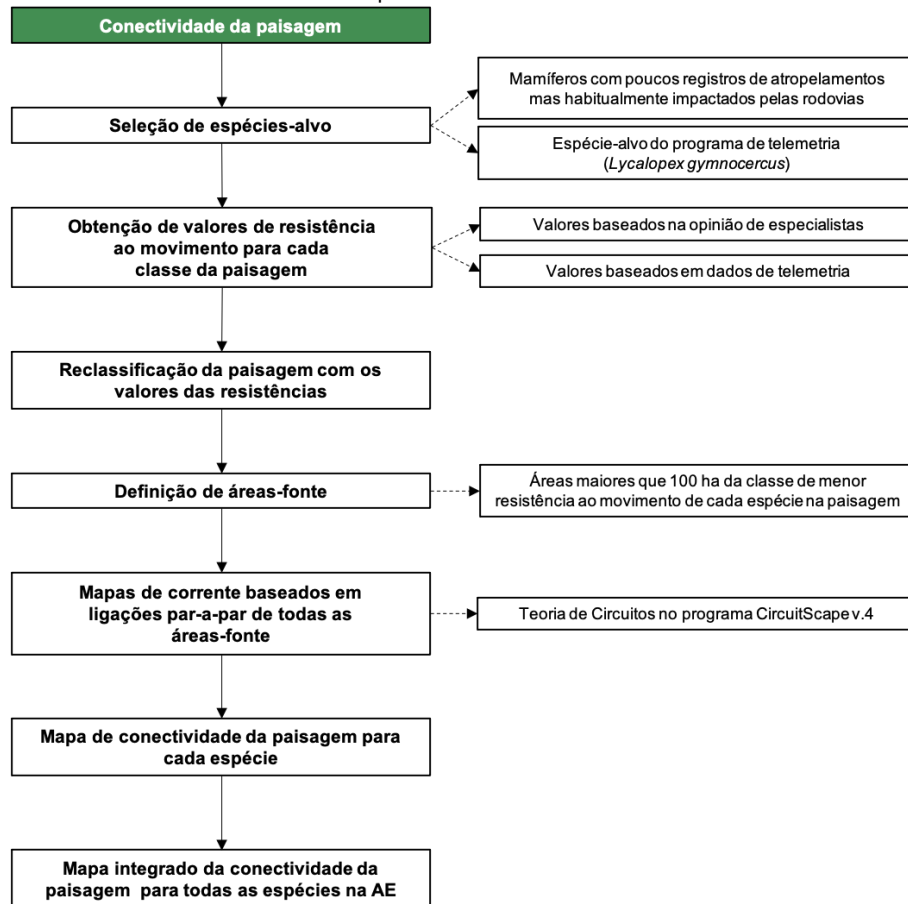 Conectividade da paisagem
Mamíferos com poucos registros de atropelamentos
mas habitualmente impactados pelas rodovias
Seleção de espécies-alvo
Espécie-alvo do programa de telemetria
(Lycalopex gymnocercus)
Obtenção de valores de resistência
ao movimento para cada
classe da paisagem
Valores baseados na opinião de especialistas
Valores baseados em dados de telemetria
Reclassificação da paisagem com os
valores das resistências
Definição de áreas-fonte
Áreas maiores que 100 ha da classe de menor
resistência ao movimento de cada espécie na paisagem
Mapas de corrente baseados em
ligações par-a-par de todas as
áreas-fonte
Teoria de Circuitos no programa CircuitScape v.4
Mapa de conectividade da paisagem para
cada espécie
Mapa integrado da conectividade da
paisagem para todas as espécies na AE